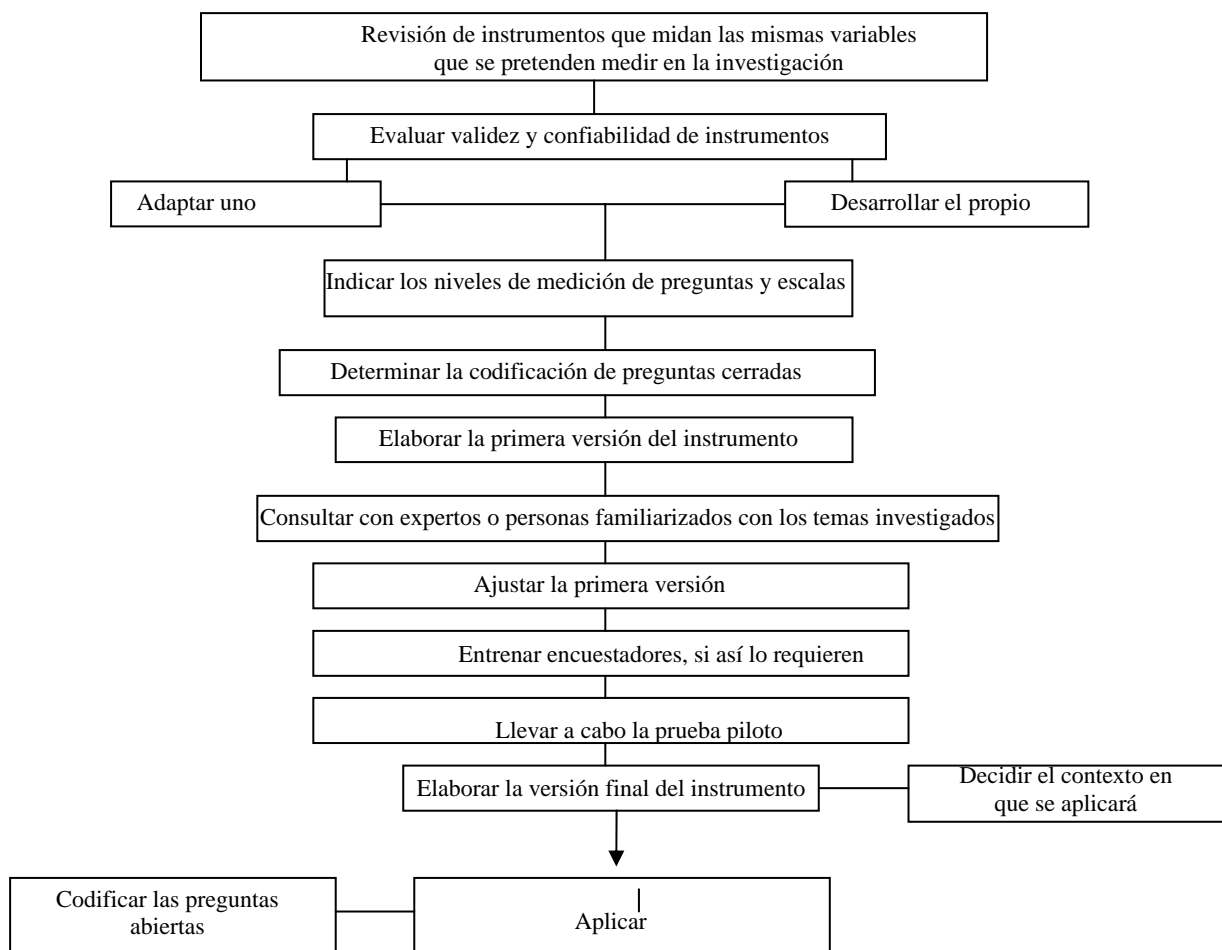 Revisión de instrumentos que midan las mismas variables
que se pretenden medir en la investigación
Evaluar validez y confiabilidad de instrumentos
Adaptar uno
Desarrollar el propio
Indicar los niveles de medición de preguntas y escalas
Determinar la codificación de preguntas cerradas
Elaborar la primera versión del instrumento
Consultar con expertos o personas familiarizados con los temas investigados
Ajustar la primera versión
Entrenar encuestadores, si así lo requieren
Llevar a cabo la prueba piloto
Elaborar la versión final del instrumento
Decidir el contexto en
que se aplicará
Codificar las preguntas
abiertas
Aplicar